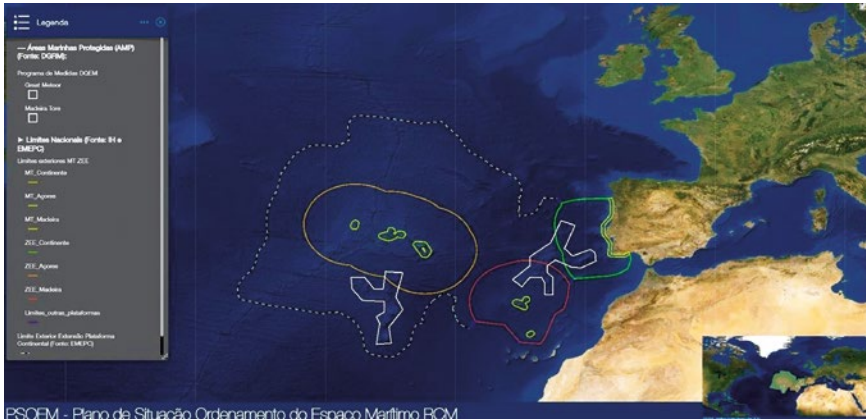 Legenda
— Áreas Marinhas Protegidas (AMP)
(Fonte: DGRM):
Programa de Medidas DQEM
Great Meteor
Madeira Tore
► Limites Nacionais (Fonte: IH e
EMEPC)
Limites exteriores MT ZEE
MT_Continente
MT_Açores
MT_Madeira
ZEE_Continente
ZEE_Açores
ZEE_Madeira
Limites_outras_plataformas
Limite Exterior Extensão Plataforma
Continental (Fonte: EMEPC)
PSOEM - Plano de Situação Ordenamento do Espaço Marítimo RCM